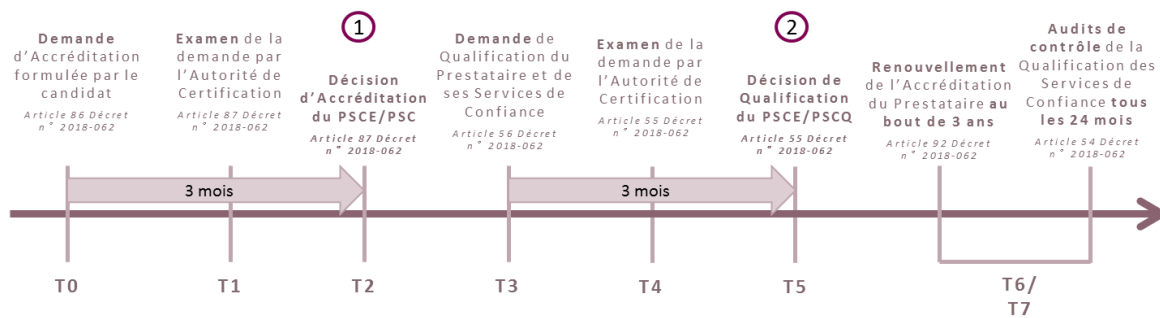 1
2
Demande
d'Accréditation
formulée par le
candidat
Article 86 Décret
n° 2018-062
Examen de la
demande par
l'Autorité de
Certification
Article 87 Décret
n° 2018-062
Décision
d'Accréditation
du PSCE/PSC
Article 87 Décret
n° 2018-062
Demande de
Qualification du
Prestataire et de
ses Services de
Confiance
Article 56 Décret
n° 2018-062
Examen de la
demande par
l'Autorité de
Certification
Article 55 Décret
n° 2018-062
Décision de
Qualification
du PSCE/PSCQ
Article 55 Décret
n° 2018-062
Renouvellement
de l'Accréditation
du Prestataire au
bout de 3 ans
Article 92 Décret
n° 2018-062
Audits de
contrôle de la
Qualification des
Services de
Confiance tous
les 24 mois
Article 54 Décret
n° 2018-062
3 mois
3 mois
T0
T1
T2
T3
T4
T5
T6/
T7